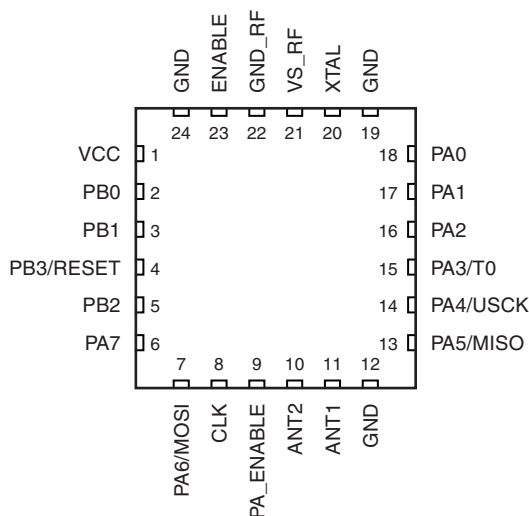 GND
ENABLE
GND_RF
VS_RF
XTAL
GND
24 23 22 21 20 19
VCC 1 18 PA0
PB0 2 17 PA1
PB1 3 16 PA2
PB3/RESET 4 15 PA3/T0
PB2 5 14 PA4/USCK
PA7 6 13 PA5/MISO
7 8 9 10 11 12
PA6/MOSI
CLK
PA_ENABLE
ANT2
ANT1
GND